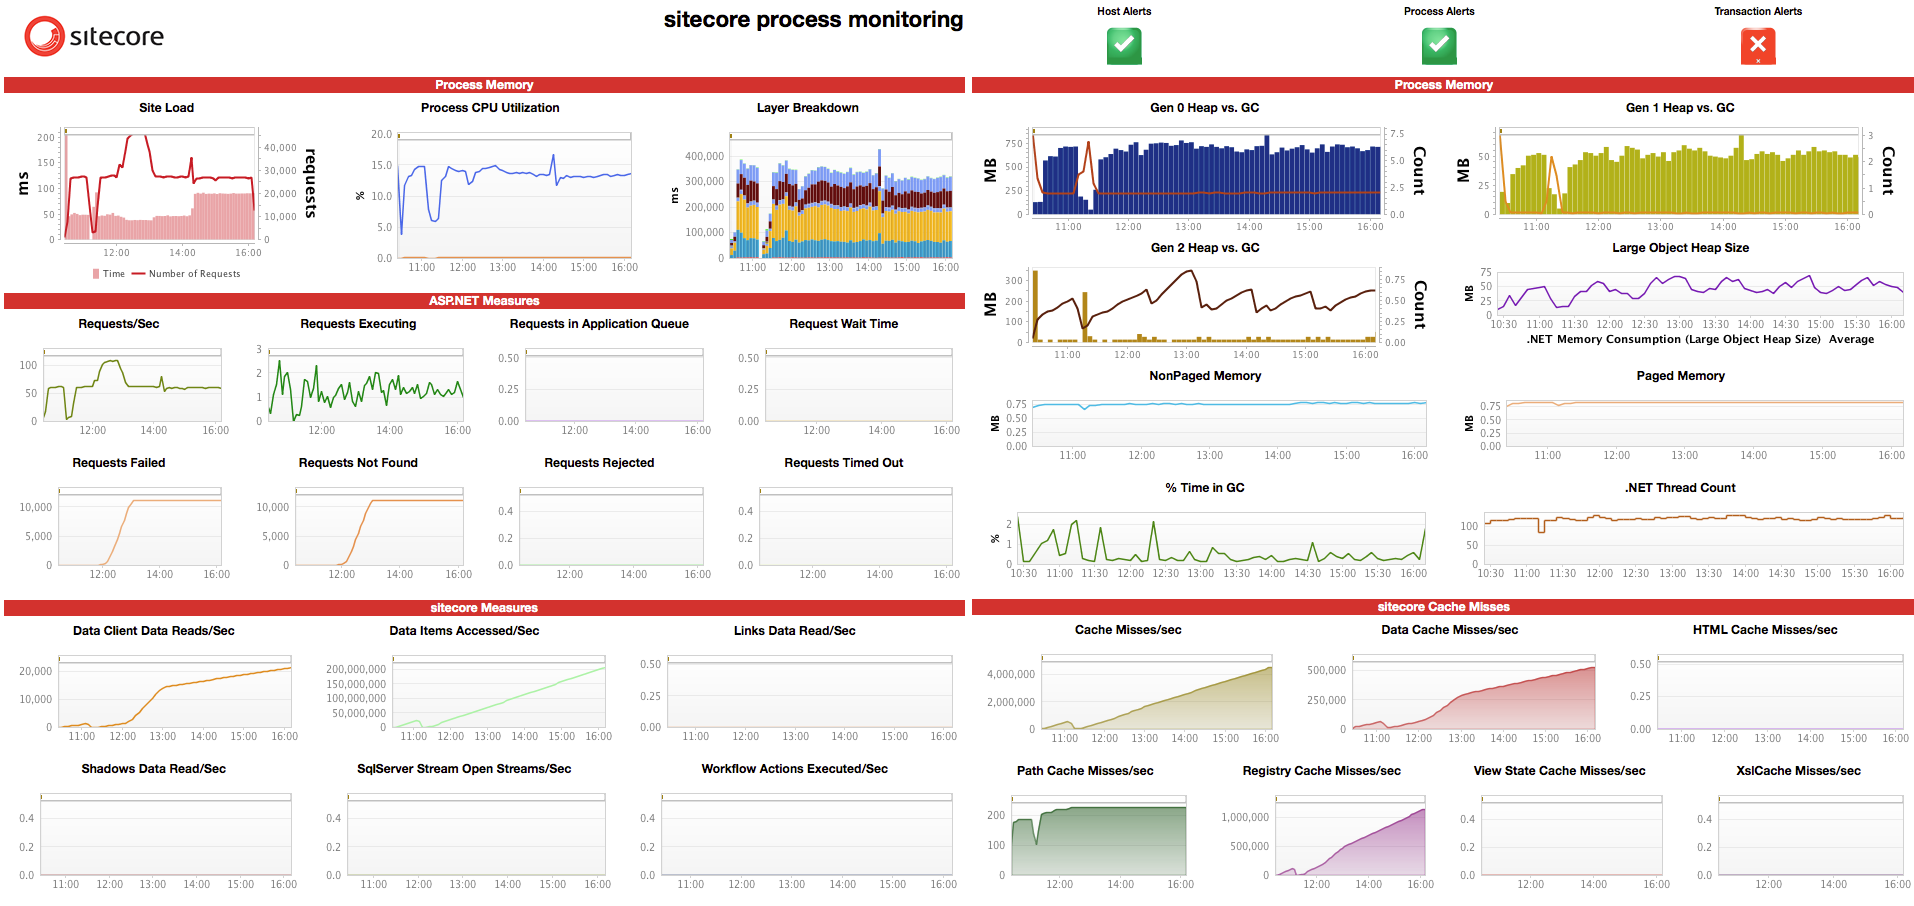 sitecore
sitecore process monitoring
Host Alerts
Process Alerts
Transaction Alerts
Process Memory
Site Load
200
150
100
50
0
ms
40,000
30,000
20,000
10,000
0
requests
12:00 14:00 16:00
Time Number of Requests
Process CPU Utilization
20.0
15.0
10.0
5.0
0.0
%
11:00 12:00 13:00 14:00 15:00 16:00
Layer Breakdown
400,000
300,000
200,000
100,000
0
ms
11:00 12:00 13:00 14:00 15:00 16:00
Process Memory
Gen 0 Heap vs. GC
750
500
250
0
MB
7.5
5.0
2.5
0.0
Count
11:00 12:00 13:00 14:00 15:00 16:00
Gen 1 Heap vs. GC
50
25
0
MB
3
2
1
0
Count
11:00 12:00 13:00 14:00 15:00 16:00
Gen 2 Heap vs. GC
300
200
100
0
MB
0.75
0.50
0.25
0.00
Count
11:00 12:00 13:00 14:00 15:00 16:00
Large Object Heap Size
75
50
25
0
MB
10:30 11:00 11:30 12:00 12:30 13:00 13:30 14:00 14:30 15:00 15:30 16:00
.NET Memory Consumption (Large Object Heap Size) Average
NonPaged Memory
0.75
0.50
0.25
0.00
MB
11:00 12:00 13:00 14:00 15:00 16:00
Paged Memory
0.75
0.50
0.25
0.00
MB
11:00 12:00 13:00 14:00 15:00 16:00
% Time in GC
2
1
0
%
10:30 11:00 11:30 12:00 12:30 13:00 13:30 14:00 14:30 15:00 15:30 16:00
.NET Thread Count
100
50
0
10:30 11:00 11:30 12:00 12:30 13:00 13:30 14:00 14:30 15:00 15:30 16:00
ASP.NET Measures
Requests/Sec
100
50
0
12:00 14:00 16:00
Requests Executing
3
2
1
0
12:00 14:00 16:00
Requests in Application Queue
0.50
0.25
0.00
12:00 14:00 16:00
Request Wait Time
0.50
0.25
0.00
12:00 14:00 16:00
Requests Failed
10,000
5,000
0
12:00 14:00 16:00
Requests Not Found
10,000
5,000
0
12:00 14:00 16:00
Requests Rejected
0.4
0.2
0.0
12:00 14:00 16:00
Requests Timed Out
0.4
0.2
0.0
12:00 14:00 16:00
sitecore Measures
Data Client Data Reads/Sec
20,000
10,000
0
11:00 12:00 13:00 14:00 15:00 16:00
Data Items Accessed/Sec
200,000,000
150,000,000
100,000,000
50,000,000
0
11:00 12:00 13:00 14:00 15:00 16:00
Links Data Read/Sec
0.50
0.25
0.00
11:00 12:00 13:00 14:00 15:00 16:00
Shadows Data Read/Sec
0.4
0.2
0.0
11:00 12:00 13:00 14:00 15:00 16:00
SqlServer Stream Open Streams/Sec
0.4
0.2
0.0
11:00 12:00 13:00 14:00 15:00 16:00
Workflow Actions Executed/Sec
0.4
0.2
0.0
11:00 12:00 13:00 14:00 15:00 16:00
sitecore Cache Misses
Cache Misses/sec
4,000,000
2,000,000
0
11:00 12:00 13:00 14:00 15:00 16:00
Data Cache Misses/sec
500,000
250,000
0
11:00 12:00 13:00 14:00 15:00 16:00
HTML Cache Misses/sec
0.50
0.25
0.00
11:00 12:00 13:00 14:00 15:00 16:00
Path Cache Misses/sec
200
100
0
12:00 14:00 16:00
Registry Cache Misses/sec
1,000,000
500,000
0
12:00 14:00 16:00
View State Cache Misses/sec
0.4
0.2
0.0
12:00 14:00 16:00
XslCache Misses/sec
0.4
0.2
0.0
12:00 14:00 16:00